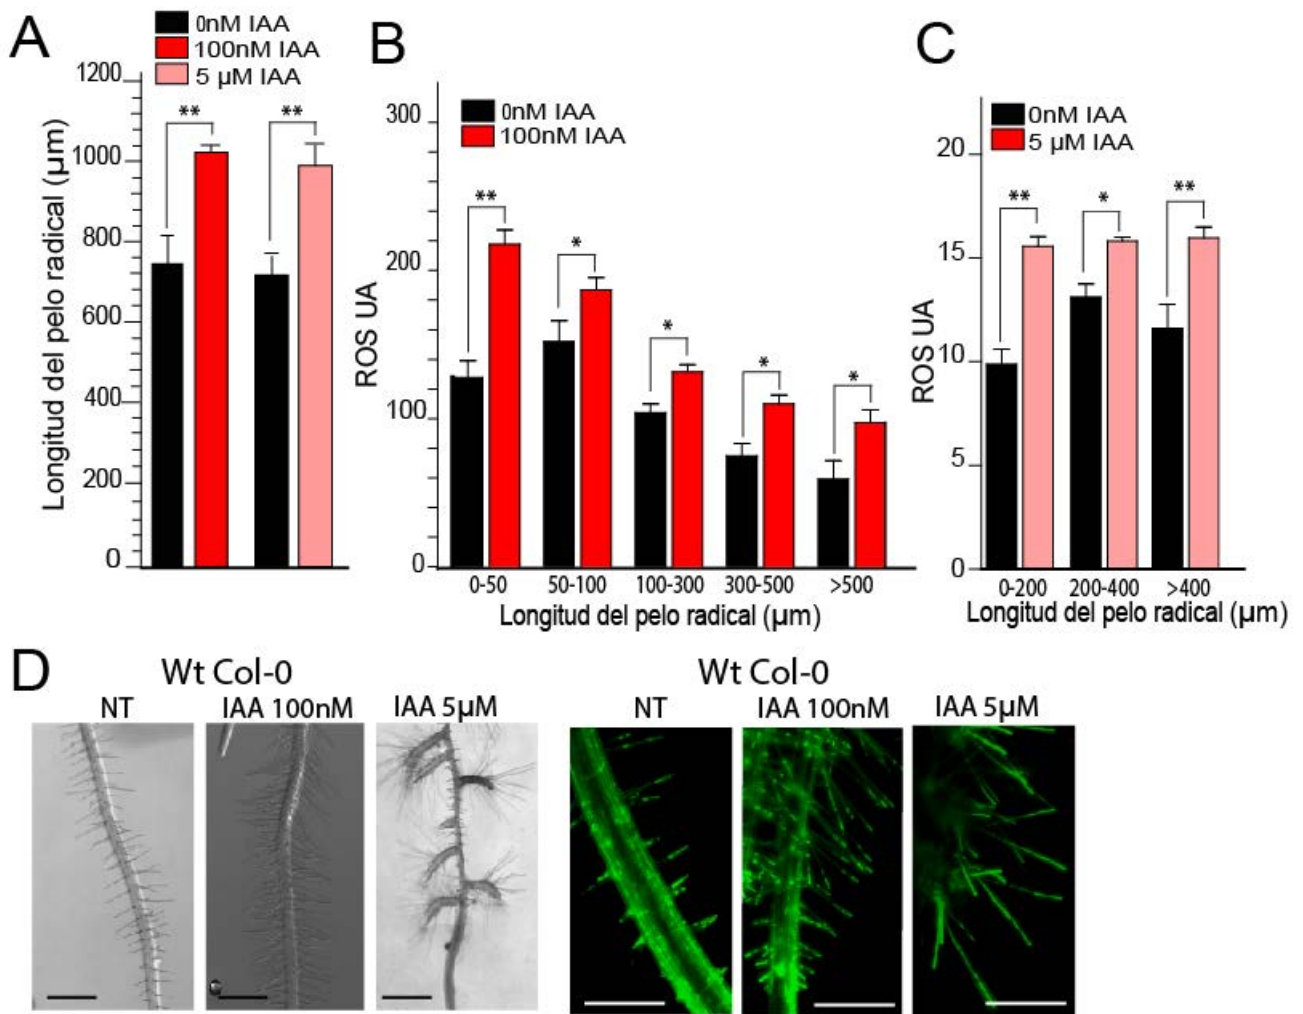 A
0nM IAA
100nM IAA
5 µM IAA
Longitud del pelo radical (µm)
1200
1000
800
600
400
200
0
**
**
B
0nM IAA
100nM IAA
ROS UA
300
200
100
0
**
*
*
*
*
0-50 50-100 100-300 300-500 >500
Longitud del pelo radical (µm)
C
0nM IAA
5 µM IAA
ROS UA
20
15
10
5
0
**
*
**
0-200 200-400 >400
Longitud del pelo radical (µm)
D
Wt Col-0
NT IAA 100nM IAA 5µM
Wt Col-0
NT IAA 100nM IAA 5µM